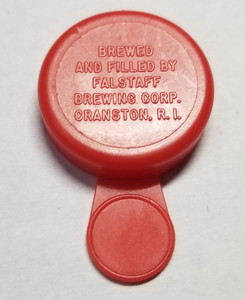 BREWED
AND FILLED BY
FALSTAFF
BREWING CORP.
CRANSTON, R. I.